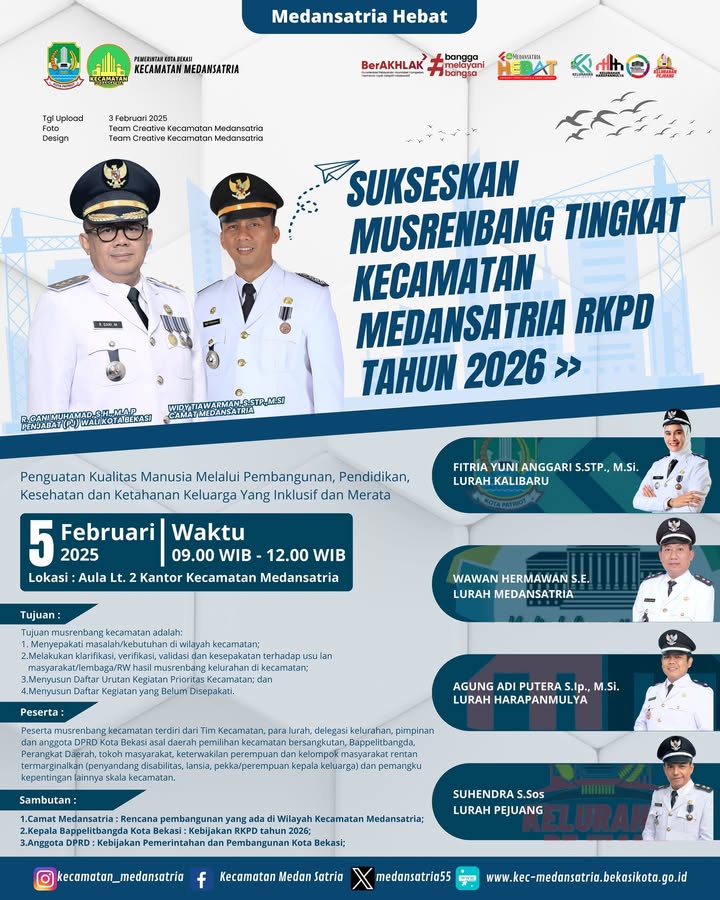 Medansatria Hebat
PEMERINTAH KOTA BEKASI
KECAMATAN MEDANSATRIA
KECAMATAN
MEDANSATRIA
BerAKHLAK
#bangga
melayani
bangsa
MEDANSATRIA
HEBAT
KELURAHAN
HARAPANMULYA
KELURAHAN
PEJUANG
Tgl Upload 3 Februari 2025
Foto Team Creative Kecamatan Medansatria
Design Team Creative Kecamatan Medansatria
SUKSESKAN
MUSRENBANG TINGKAT
KECAMATAN
MEDANSATRIA RKPD
TAHUN 2026 >>
R. GANI MUHAMAD, S.H., M.A.P
PENJABAT (PJ) WALI KOTA BEKASI
WIDY TIAWARMAN, S.STP., M.SI
CAMAT MEDANSATRIA
Penguatan Kualitas Manusia Melalui Pembangunan, Pendidikan,
Kesehatan dan Ketahanan Keluarga Yang Inklusif dan Merata
5 Februari 2025
Waktu
09.00 WIB - 12.00 WIB
Lokasi : Aula Lt. 2 Kantor Kecamatan Medansatria
Tujuan :
Tujuan musrenbang kecamatan adalah:
1. Menyepakati masalah/kebutuhan di wilayah kecamatan;
2.Melakukan klarifikasi, verifikasi, validasi dan kesepakatan terhadap usu lan
masyarakat/lembaga/RW hasil musrenbang kelurahan di kecamatan;
3.Menyusun Daftar Urutan Kegiatan Prioritas Kecamatan; dan
4.Menyusun Daftar Kegiatan yang Belum Disepakati.
Peserta :
Peserta musrenbang kecamatan terdiri dari Tim Kecamatan, para lurah, delegasi kelurahan, pimpinan
dan anggota DPRD Kota Bekasi asal daerah pemilihan kecamatan bersangkutan, Bappelitbangda,
Perangkat Daerah, tokoh masyarakat, keterwakilan perempuan dan kelompok masyarakat rentan
termarginalkan (penyandang disabilitas, lansia, pekka/perempuan kepala keluarga) dan pemangku
kepentingan lainnya skala kecamatan.
Sambutan :
1.Camat Medansatria : Rencana pembangunan yang ada di Wilayah Kecamatan Medansatria;
2.Kepala Bappelitbangda Kota Bekasi : Kebijakan RKPD tahun 2026;
3.Anggota DPRD : Kebijakan Pemerintahan dan Pembangunan Kota Bekasi;
FITRIA YUNI ANGGARI S.STP., M.Si.
LURAH KALIBARU
WAWAN HERMAWAN S.E.
LURAH MEDANSATRIA
AGUNG ADI PUTERA S.Ip., M.Si.
LURAH HARAPANMULYA
SUHENDRA S.Sos
LURAH PEJUANG
kecamatan_medansatria
Kecamatan Medan Satria
medansatria55
www.kec-medansatria.bekasikota.go.id